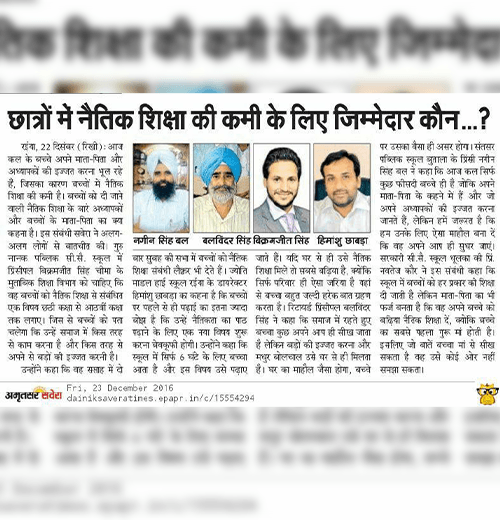 छात्रों में नैतिक शिक्षा की कमी के लिए जिम्मेदार कौन...?
रईया, 22 दिसंबर (रिखी): आज
कल के बच्चे अपने माता-पिता और
अध्यापकों की इज्जत करना भूल रहे
हैं, जिसका कारण बच्चों में नैतिक
शिक्षा की कमी है। बच्चों को दी जाने
वाली नैतिक शिक्षा के बारे अध्यापकों
और बच्चों के माता-पिता का क्या
कहना है। इस संबंधी सवेरा ने अलग-
अलग लोगों से बातचीत की। गुरु
नानक पब्लिक सी.सै. स्कूल में
प्रिंसीपल विक्रमजीत सिंह चीमा के
मुताबिक शिक्षा विभाग को चाहिए, कि
वह बच्चों को नैतिक शिक्षा से संबंधित
एक विषय छठी कक्षा से आठवीं कक्षा
तक लगाए। जिस से बच्चों को पता
चलेगा कि उन्हें समाज में किस तरह
से काम करना है और किस तरह से
अपने से बड़ों की इज्जत करनी है।
उन्होंने कहा कि वह सप्ताह में दो
नगीन सिंह बल बलविदर सिंह विक्रमजीत सिंह हिमांशु छाबड़ा
बार सुबह की सभा में बच्चों को नैतिक
शिक्षा संबंधी लैक्चर भी देते हैं। ज्योति
माडल हाई स्कूल रईया के डायरेक्टर
हिमांशु छाबड़ा का कहना है कि बच्चों
पर पहले से ही पढ़ाई का इतना ज्यादा
बोझ है कि उन्हें नैतिकता का पाठ
पढ़ाने के लिए एक नया विषय शुरू
करना बेवकूफी होगी। उन्होंने कहा कि
स्कूल में सिर्फ 6 घंटे के लिए बच्चा
आता है और इस विषय उसे पढ़ाए
जाते हैं। यदि घर से ही उसे नैतिक
शिक्षा मिले तो सबसे बढ़िया है, क्योंकि
सिर्फ परिवार ही ऐसा जरिया है वहां
से बच्चा बहुत जल्दी हरेक बात ग्रहण
करता है। रिटायर्ड प्रिंसीपल बलविदर
सिंह ने कहा कि समाज में रहते हुए
बच्चा कुछ अपने आप ही सीख जाता
है लेकिन बड़ों की इज्जत करना और
मधुर बोलचाल उसे घर से ही मिलता
है। घर का माहौल जैसा होगा, बच्चे
पर उसका वैसा ही असर होगा। संतसर
पब्लिक स्कूल बुताला के प्रिंसी नगीन
सिंह बल ने कहा कि आज कल सिर्फ
कुछ फीसदी बच्चे ही है जोकि अपने
माता-पिता के कहने में हैं और जो
अपने अध्यापकों की इज्जत करना
जानते हैं, लेकिन हमें जरूरत है कि
हम उनके लिए ऐसा माहौल बना दें
कि वह अपने आप ही सुधर जाएं।
सरकारी सी.सै. स्कूल धूलका की प्रिं.
नवतेज कौर ने इस संबंधी कहा कि
स्कूल में बच्चों को हर प्रकार की शिक्षा
दी जाती है लेकिन माता-पिता का भी
फर्ज बनता है कि वह अपने बच्चे को
बढ़िया नैतिक शिक्षा दें, क्योंकि बच्चे
का सबसे पहला गुरू मां होती है।
इसलिए जो बातें बच्चा मां से सीख
सकता है वह उसे कोई ओर नहीं
समझा सकता।
अमृतसर सवेरा
Fri, 23 December 2016
dainiksaveratimes.epapr.in/c/15554294